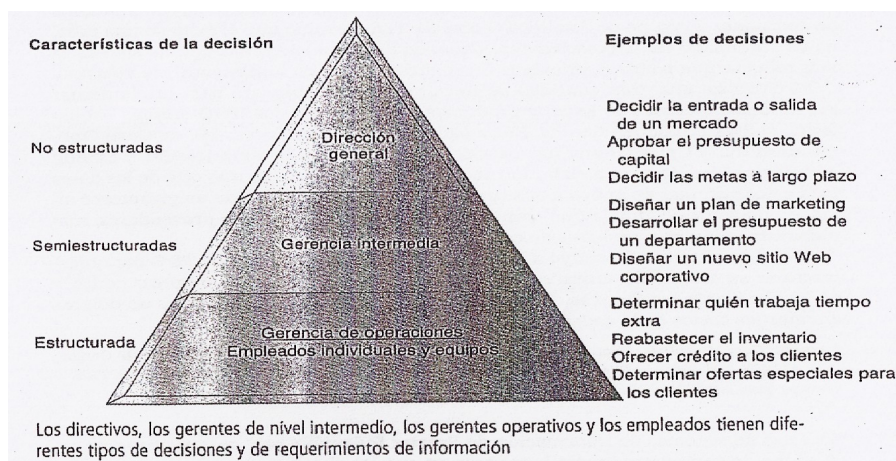 Características de la decisión
Ejemplos de decisiones
No estructuradas
Dirección
general
Decidir la entrada o salida
de un mercado
Aprobar el presupuesto de
capital
Decidir las metas a largo plazo
Semiestructuradas
Gerencia intermedia
Diseñar un plan de marketing
Desarrollar el presupuesto de
un departamento
Diseñar un nuevo sitio Web
corporativo
Estructurada
Gerencia de operaciones
Empleados individuales y equipos
Determinar quién trabaja tiempo
extra
Reabastecer el inventario
Ofrecer crédito a los clientes
Determinar ofertas especiales para
los clientes
Los directivos, los gerentes de nivel intermedio, los gerentes operativos y los empleados tienen dife-
rentes tipos de decisiones y de requerimientos de información